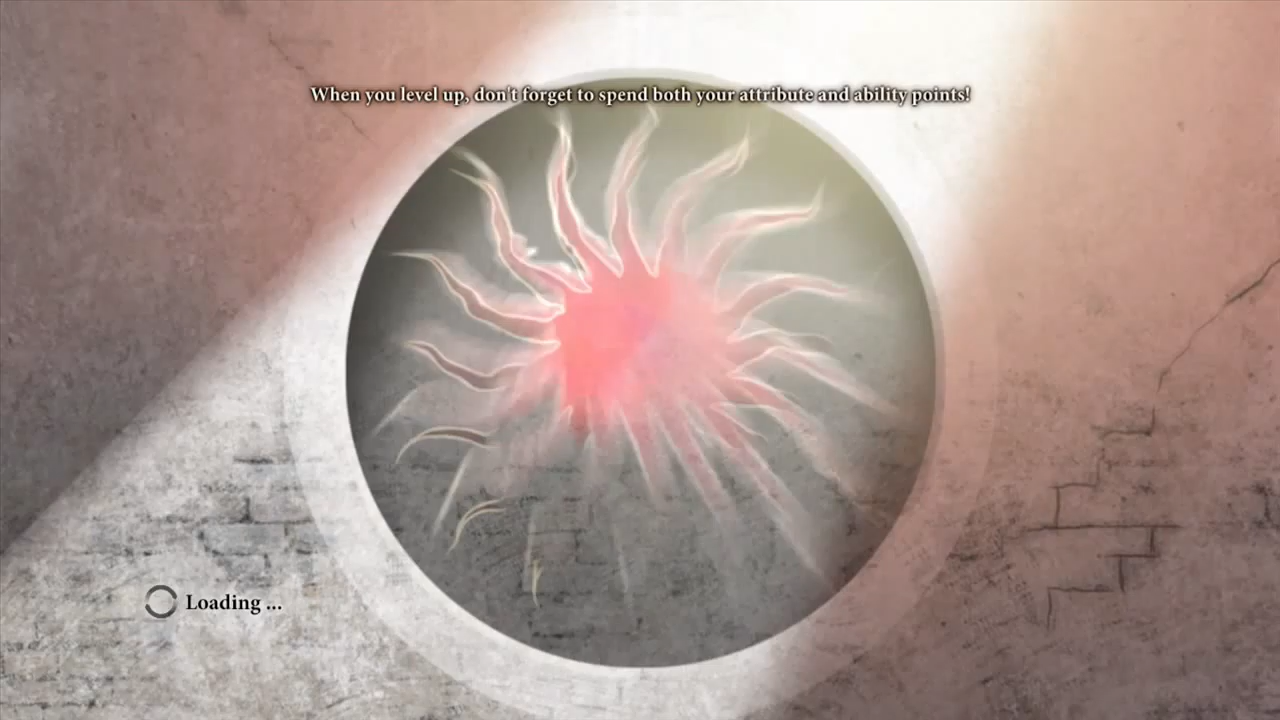 When you level up, don't forget to spend both your attribute and ability points!
Loading ...